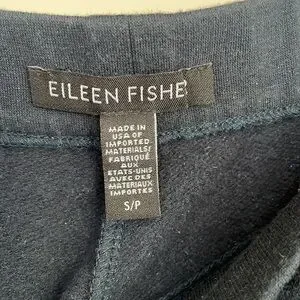 EILEEN FISHE
MADE IN
USA OF
IMPORTED
MATERIALS/
FABRIQUÉ
AUX
ÉTATS-UNIS
AVEC DES
MATÉRIAUX
IMPORTÉS
S/P